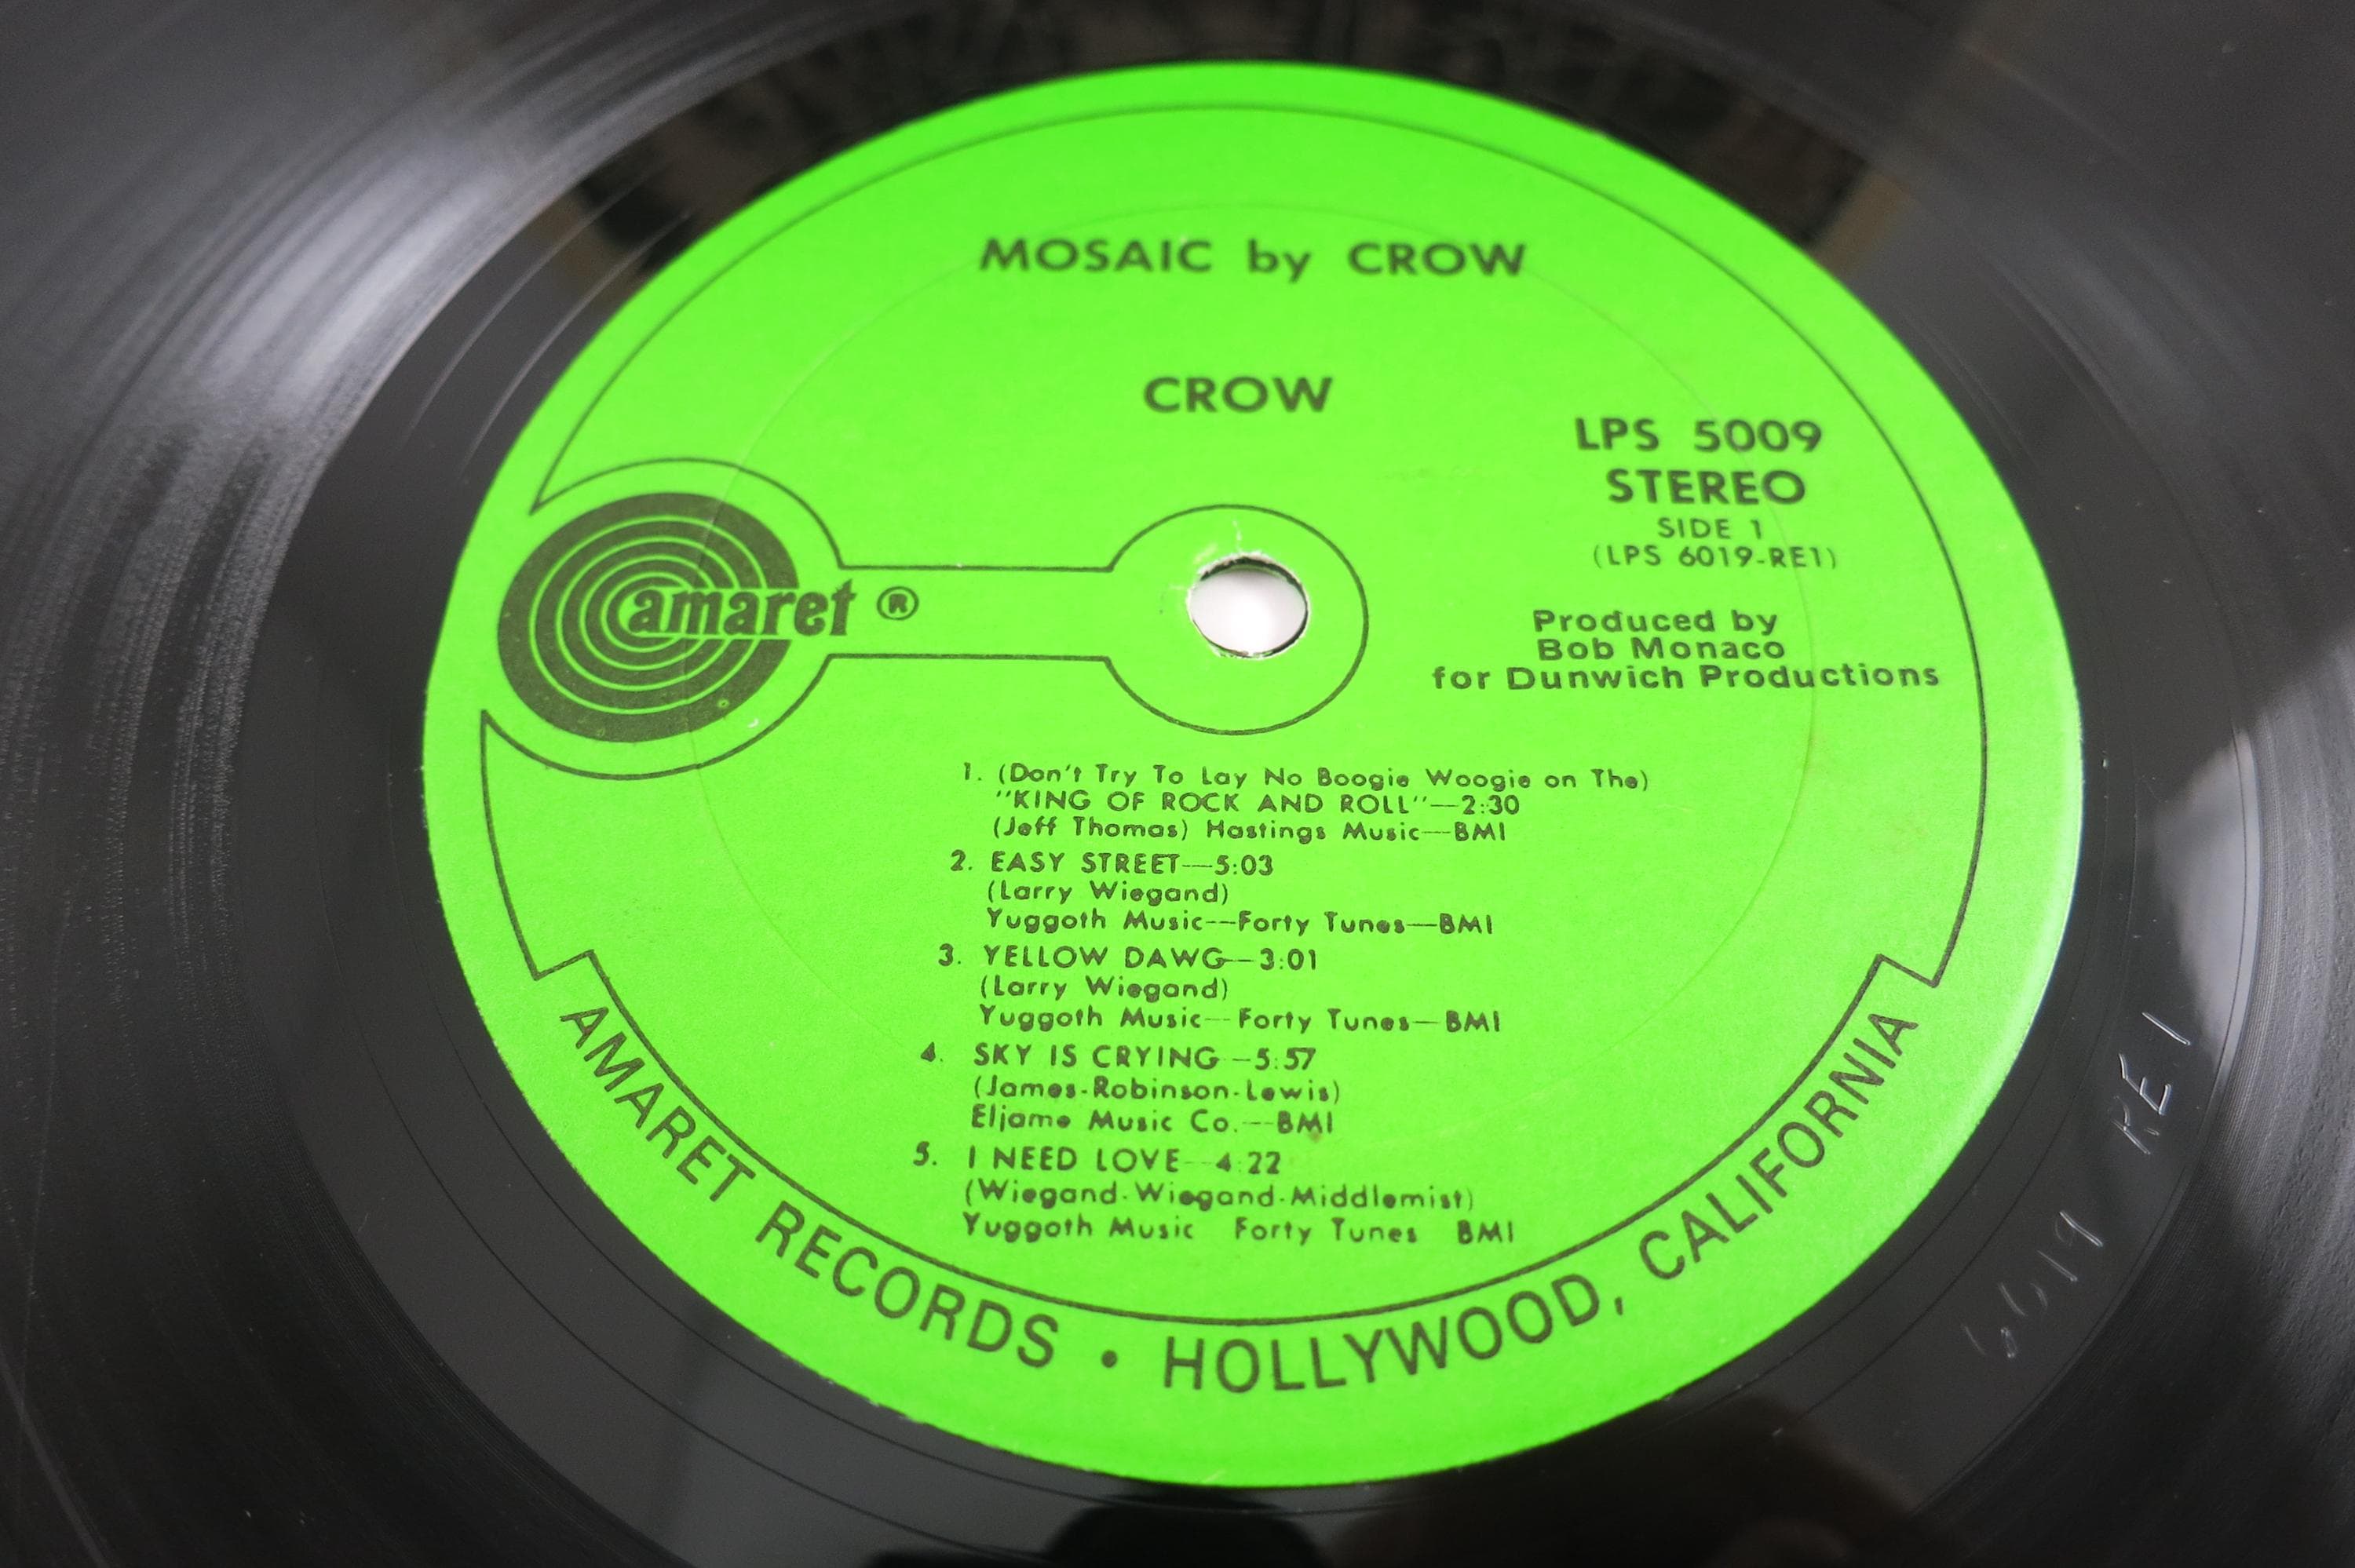 MOSAIC by CROW
CROW
LPS 5009
STEREO
SIDE 1
(LPS 6019-RE1)
amaret ®
Produced by
Bob Monaco
for Dunwich Productions
1. (Don't Try To Lay No Boogie Woogie on The)
"KING OF ROCK AND ROLL"—2:30
(Jeff Thomas) Hastings Music—BMI
2. EASY STREET—5:03
(Larry Wiegand)
Yuggoth Music—Forty Tunes—BMI
3. YELLOW DAWG—3:01
(Larry Wiegand)
Yuggoth Music—Forty Tunes—BMI
4. SKY IS CRYING—5:57
(James-Robinson-Lewis)
Eljame Music Co.—BMI
5. I NEED LOVE—4:22
(Wiegand-Wiegand-Middlemist)
Yuggoth Music Forty Tunes BMI
AMARET RECORDS • HOLLYWOOD, CALIFORNIA
6019 RE 1